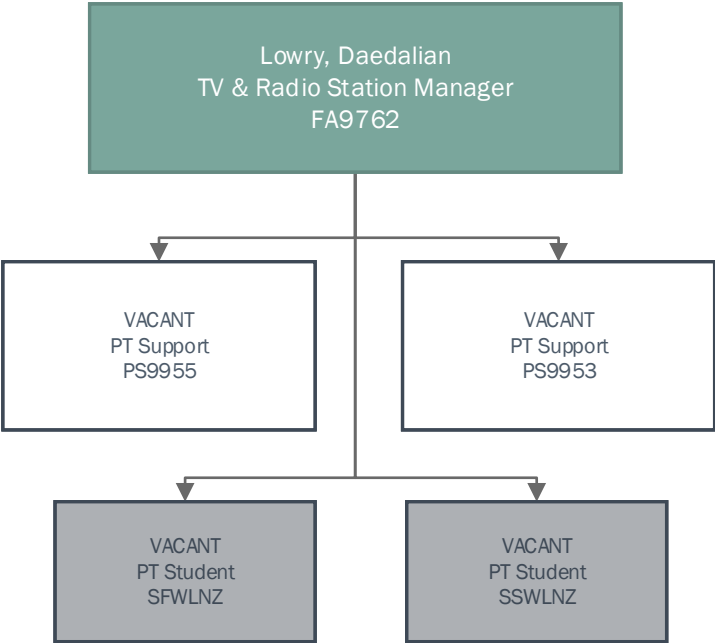 Lowry, Daedalian
TV & Radio Station Manager
FA9762
VACANT
PT Support
PS9955
VACANT
PT Support
PS9953
VACANT
PT Student
SFWLNZ
VACANT
PT Student
SSWLNZ